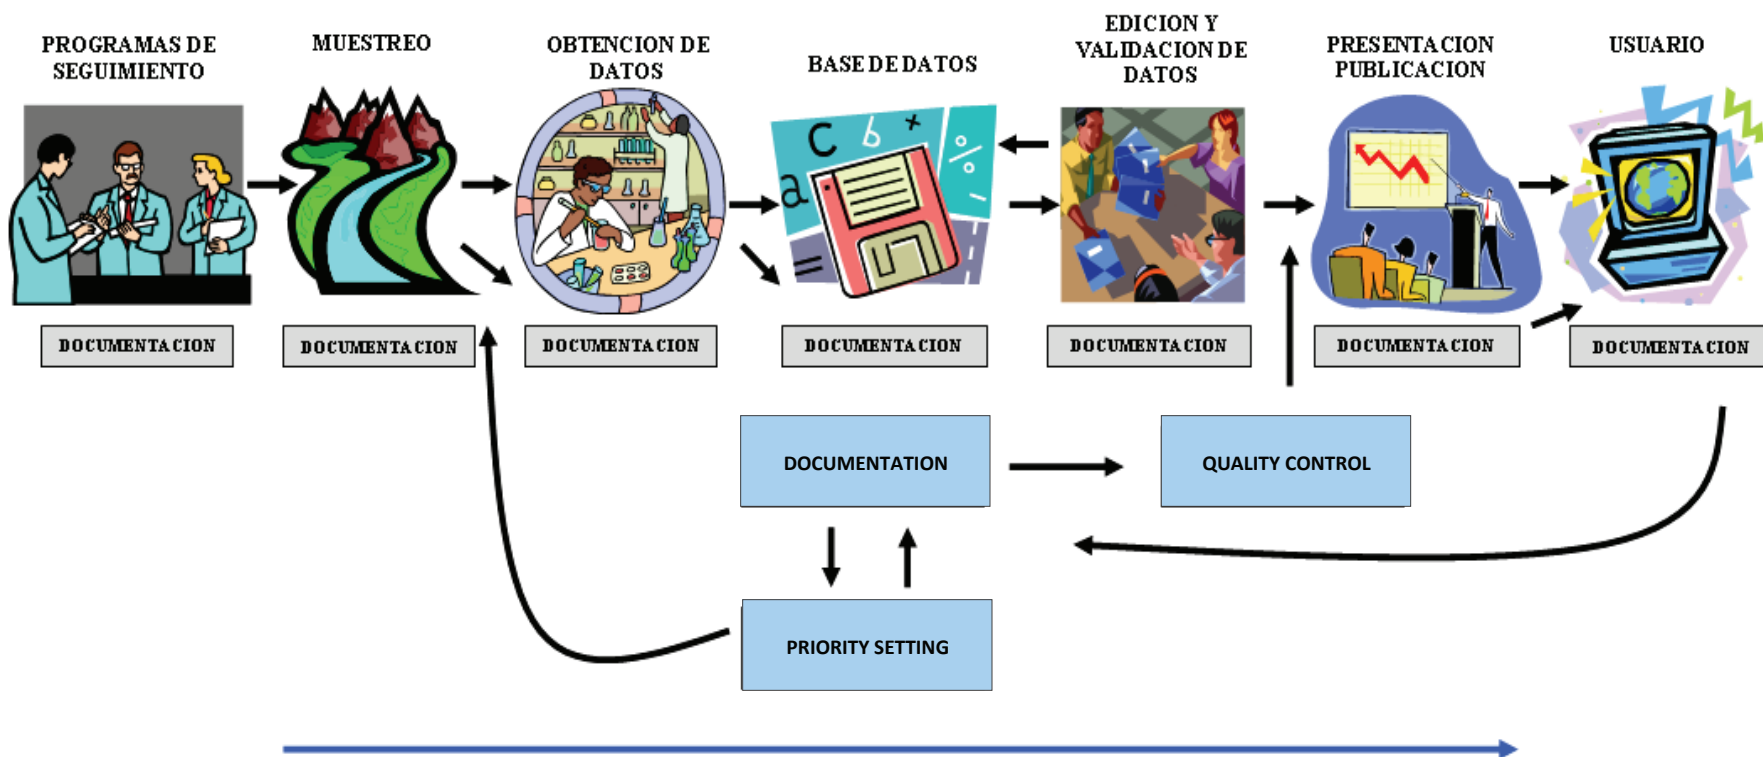 PROGRAMAS DE
SEGUIMIENTO
MUESTREO
OBTENCION DE
DATOS
BASE DE DATOS
EDICION Y
VALIDACION DE
DATOS
PRESENTACION
PUBLICACION
USUARIO
C
b
+
a
%
=
DOCUMENTACION
DOCUMENTACION
DOCUMENTACION
DOCUMENTACION
DOCUMENTACION
DOCUMENTACION
DOCUMENTACION
DOCUMENTATION
QUALITY CONTROL
PRIORITY SETTING